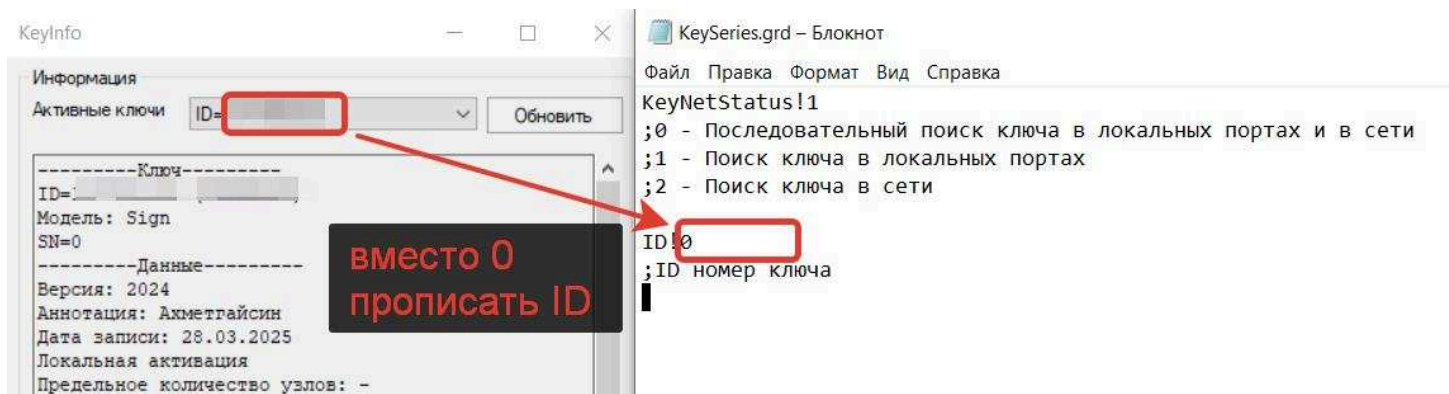 KeyInfo
Информация
Активные ключи ID= Обновить
---------Ключ---------
ID=
Модель: Sign
SN=0
---------Данные---------
Версия: 2024
Аннотация: Ахметгайсин
Дата записи: 28.03.2025
Локальная активация
Предельное количество узлов: -
вместо 0
прописать ID
KeySeries.grd – Блокнот
Файл Правка Формат Вид Справка
KeyNetStatus!1
;0 - Последовательный поиск ключа в локальных портах и в сети
;1 - Поиск ключа в локальных портах
;2 - Поиск ключа в сети
ID!0
;ID номер ключа